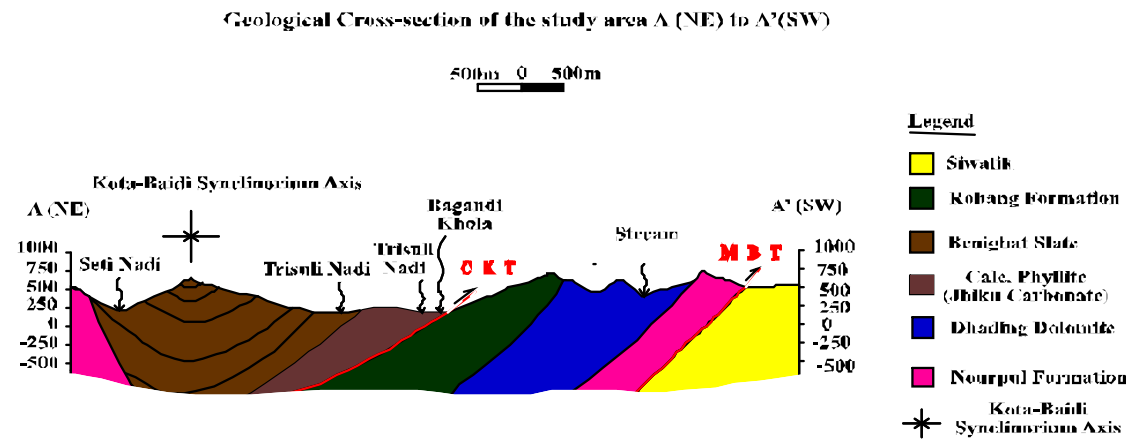 Geological Cross-section of the study area A (NE) to A'(SW)
500m 0 500m
Legend
Siwalik
Robang Formation
Benighat Slate
Calc. Phyllite
(Jhiku Carbonate)
Dhading Dolomite
Nourpul Formation
Kota-Baidi
Synclinorium Axis
Kota-Baidi Synclinorium Axis
A (NE)
A' (SW)
Bagandi
Khola
Trisuli
Nadi
Stream
Seti Nadi
Trisuli Nadi
C K T
M B T
1000
750
500
250
0
-250
-500
1000
750
500
250
0
-250
-500